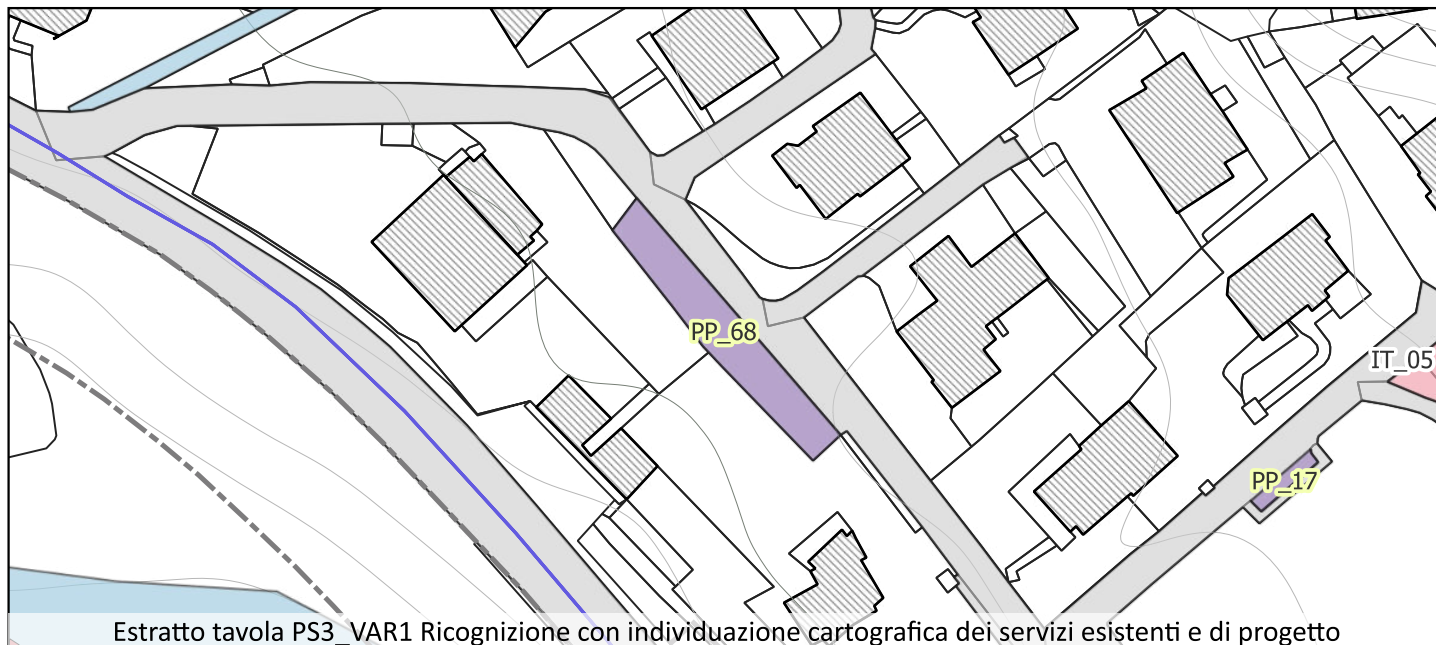 PP_68
IT_05
PP_17
Estratto tavola PS3_VAR1 Ricognizione con individuazione cartografica dei servizi esistenti e di progetto